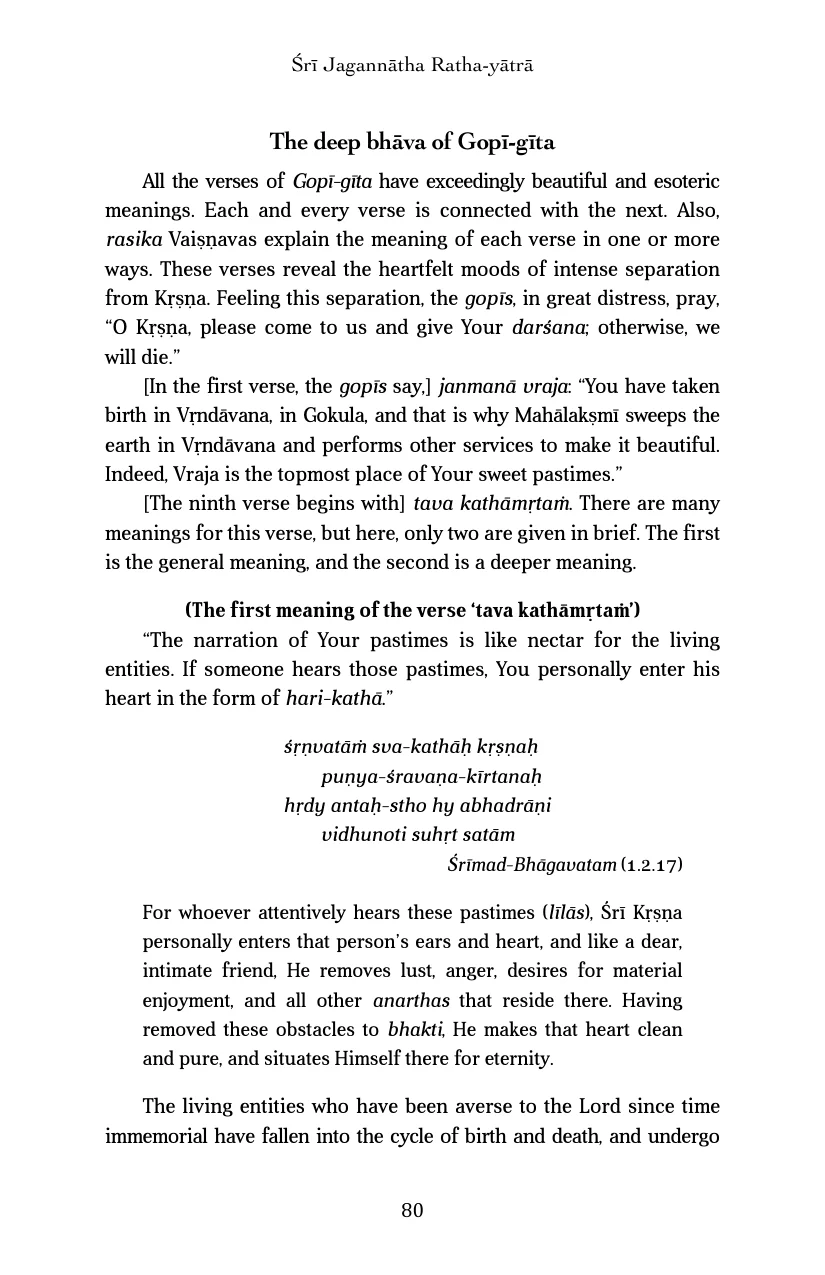 Śrī Jagannātha Ratha-yātrā
The deep bhāva of Gopī-gīta
All the verses of Gopī-gīta have exceedingly beautiful and esoteric
meanings. Each and every verse is connected with the next. Also,
rasika Vaiṣṇavas explain the meaning of each verse in one or more
ways. These verses reveal the heartfelt moods of intense separation
from Kṛṣṇa. Feeling this separation, the gopīs, in great distress, pray,
“O Kṛṣṇa, please come to us and give Your darśana; otherwise, we
will die.”
[In the first verse, the gopīs say,] janmanā vraja: “You have taken
birth in Vṛndāvana, in Gokula, and that is why Mahālakṣmī sweeps the
earth in Vṛndāvana and performs other services to make it beautiful.
Indeed, Vraja is the topmost place of Your sweet pastimes.”
[The ninth verse begins with] tava kathāmṛtaṁ. There are many
meanings for this verse, but here, only two are given in brief. The first
is the general meaning, and the second is a deeper meaning.
(The first meaning of the verse ‘tava kathāmṛtaṁ’)
“The narration of Your pastimes is like nectar for the living
entities. If someone hears those pastimes, You personally enter his
heart in the form of hari-kathā.”
śṛṇvatāṁ sva-kathāḥ kṛṣṇaḥ
puṇya-śravaṇa-kīrtanaḥ
hṛdy antaḥ-stho hy abhadrāṇi
vidhunoti suhṛt satām
Śrīmad-Bhāgavatam (1.2.17)
For whoever attentively hears these pastimes (līlās), Śrī Kṛṣṇa
personally enters that person’s ears and heart, and like a dear,
intimate friend, He removes lust, anger, desires for material
enjoyment, and all other anarthas that reside there. Having
removed these obstacles to bhakti, He makes that heart clean
and pure, and situates Himself there for eternity.
The living entities who have been averse to the Lord since time
immemorial have fallen into the cycle of birth and death, and undergo
80